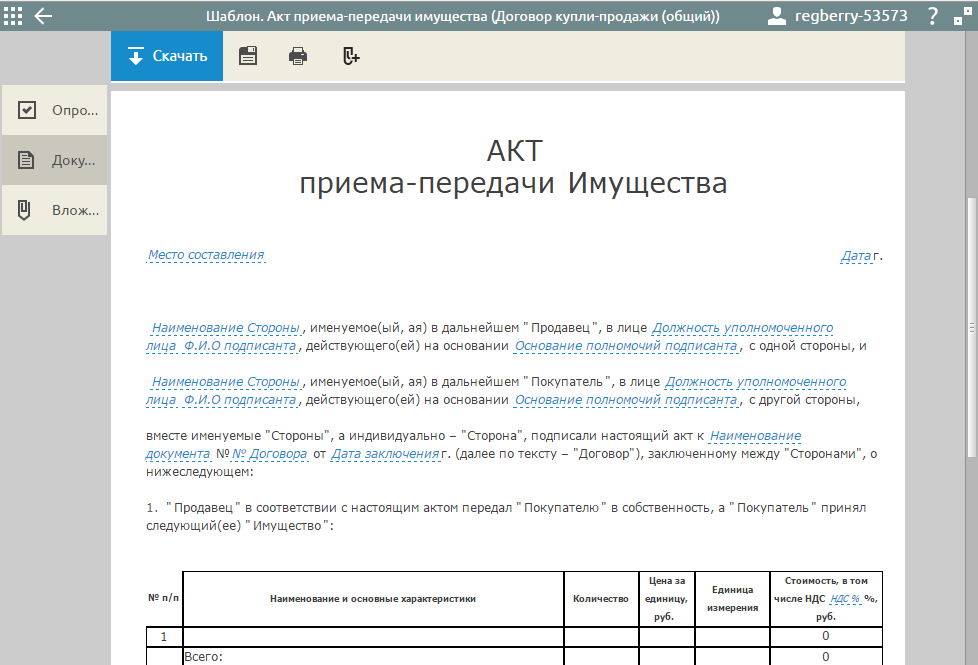 Шаблон. Акт приема-передачи имущества (Договор купли-продажи (общий))
regberry-53573
?
Скачать
Опро...
Доку...
Влож...
АКТ
приема-передачи Имущества
Место составления
Дата г.
Наименование Стороны, именуемое(ый, ая) в дальнейшем "Продавец", в лице Должность уполномоченного
лица Ф.И.О подписанта, действующего(ей) на основании Основание полномочий подписанта, с одной стороны, и
Наименование Стороны, именуемое(ый, ая) в дальнейшем "Покупатель", в лице Должность уполномоченного
лица Ф.И.О подписанта, действующего(ей) на основании Основание полномочий подписанта, с другой стороны,
вместе именуемые "Стороны", а индивидуально – "Сторона", подписали настоящий акт к Наименование
документа №№ Договора от Дата заключения г. (далее по тексту – "Договор"), заключенному между "Сторонами", о
нижеследующем:
1. "Продавец" в соответствии с настоящим актом передал "Покупателю" в собственность, а "Покупатель" принял
следующий(ее) "Имущество":
№ п/п
Наименование и основные характеристики
Количество
Цена за
единицу,
руб.
Единица
измерения
Стоимость, в том
числе НДС НДС % %,
руб.
1
0
Всего:
0